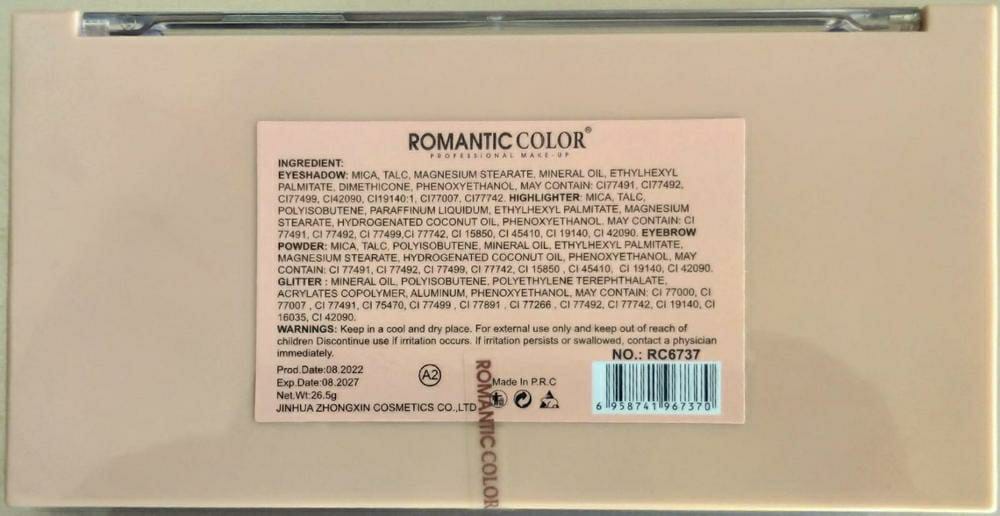 ROMANTIC COLOR®
PROFESSIONAL MAKE-UP
INGREDIENT:
EYESHADOW: MICA, TALC, MAGNESIUM STEARATE, MINERAL OIL, ETHYLHEXYL
PALMITATE, DIMETHICONE, PHENOXYETHANOL, MAY CONTAIN: CI77491, CI77492,
CI77499, CI42090, CI19140:1, CI77007, CI77742. HIGHLIGHTER: MICA, TALC,
POLYISOBUTENE, PARAFFINUM LIQUIDUM, ETHYLHEXYL PALMITATE, MAGNESIUM
STEARATE, HYDROGENATED COCONUT OIL, PHENOXYETHANOL, MAY CONTAIN: CI
77491, CI 77492, CI 77499,CI 77742, CI 15850, CI 45410, CI 19140, CI 42090. EYEBROW
POWDER: MICA, TALC, POLYISOBUTENE, MINERAL OIL, ETHYLHEXYL PALMITATE,
MAGNESIUM STEARATE, HYDROGENATED COCONUT OIL, PHENOXYETHANOL, MAY
CONTAIN: CI 77491, CI 77492, CI 77499, CI 77742, CI 15850 , CI 45410, CI 19140, CI 42090.
GLITTER : MINERAL OIL, POLYISOBUTENE, POLYETHYLENE TEREPHTHALATE,
ACRYLATES COPOLYMER, ALUMINUM, PHENOXYETHANOL, MAY CONTAIN: CI 77000, CI
77007 , CI 77491, CI 75470, CI 77499 , CI 77891 , CI 77266 , CI 77492, CI 77742, CI 19140, CI
16035, CI 42090.
WARNINGS: Keep in a cool and dry place. For external use only and keep out of reach of
children Discontinue use if irritation occurs. If irritation persists or swallowed, contact a physician
immediately.
Prod.Date:08.2022
Exp.Date:08.2027
Net.Wt:26.5g
JINHUA ZHONGXIN COSMETICS CO.,LTD
A2
ROMANTIC COLOR
Made In P.R.C
NO.: RC6737
6 958741 967370